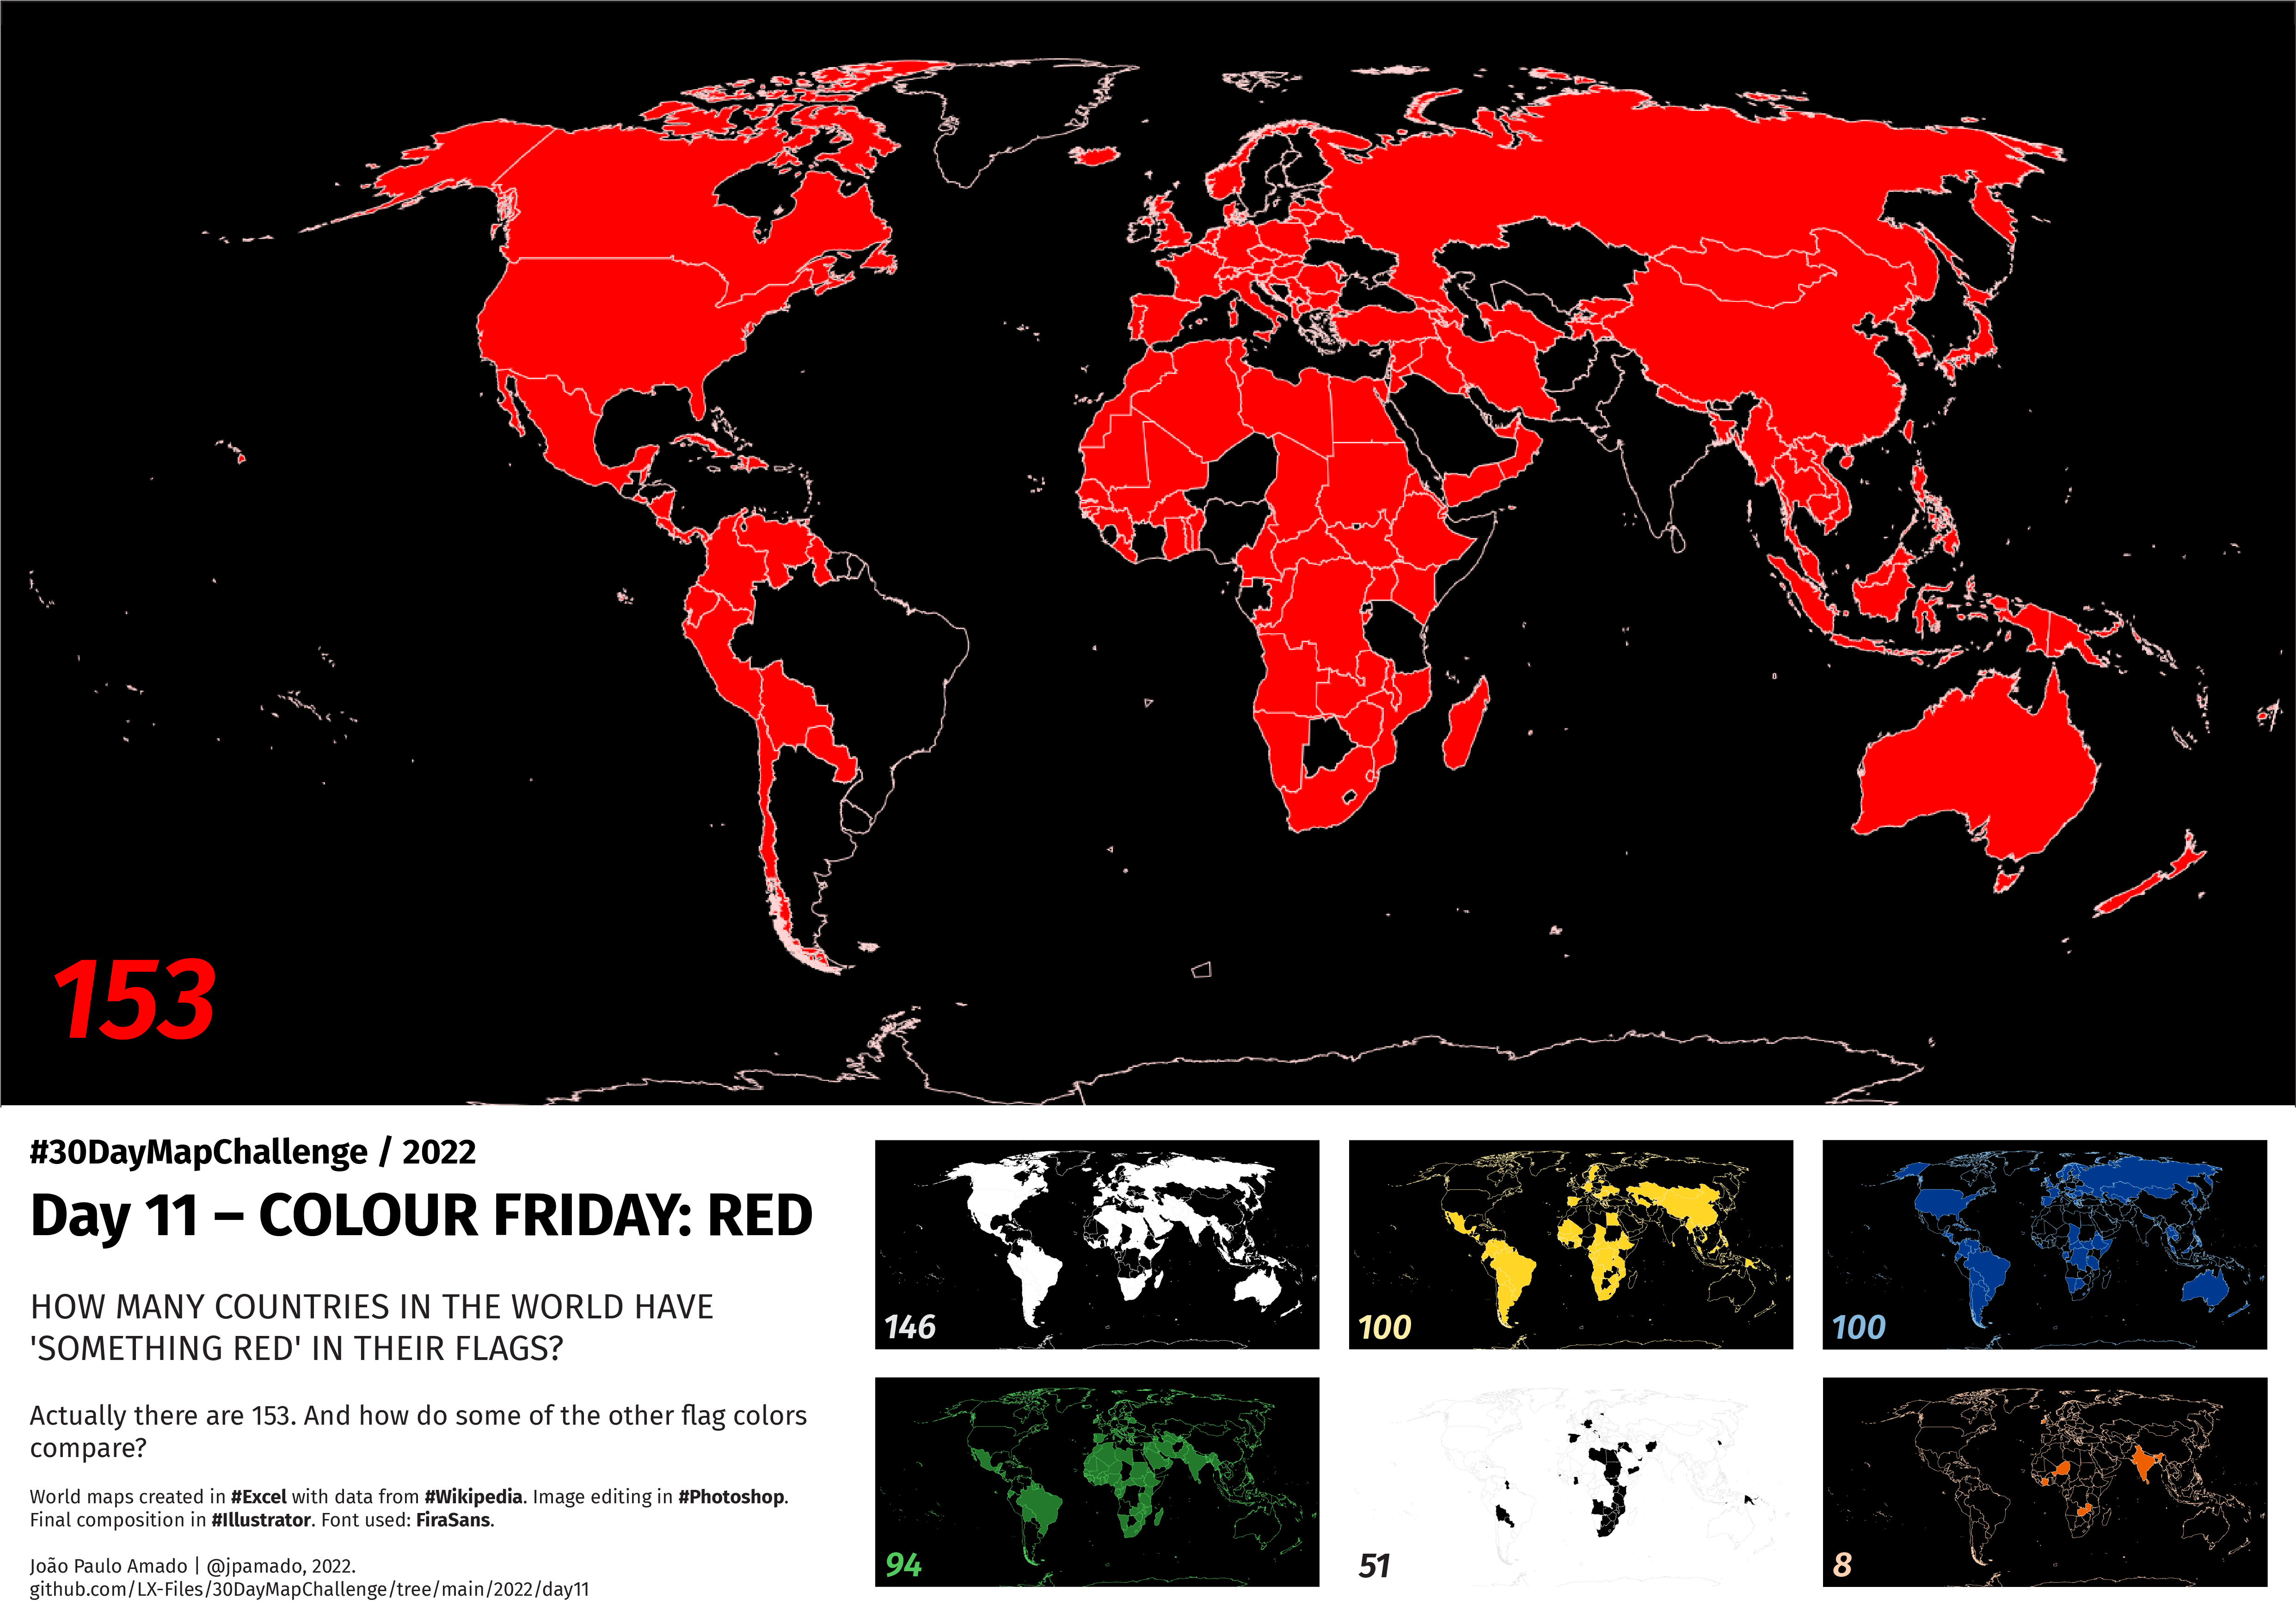 153
#30DayMapChallenge / 2022
Day 11 – COLOUR FRIDAY: RED
HOW MANY COUNTRIES IN THE WORLD HAVE
'SOMETHING RED' IN THEIR FLAGS?
Actually there are 153. And how do some of the other flag colors
compare?
World maps created in #Excel with data from #Wikipedia. Image editing in #Photoshop.
Final composition in #Illustrator. Font used: FiraSans.
João Paulo Amado | @jpamado, 2022.
github.com/LX-Files/30DayMapChallenge/tree/main/2022/day11
146
100
100
94
51
8